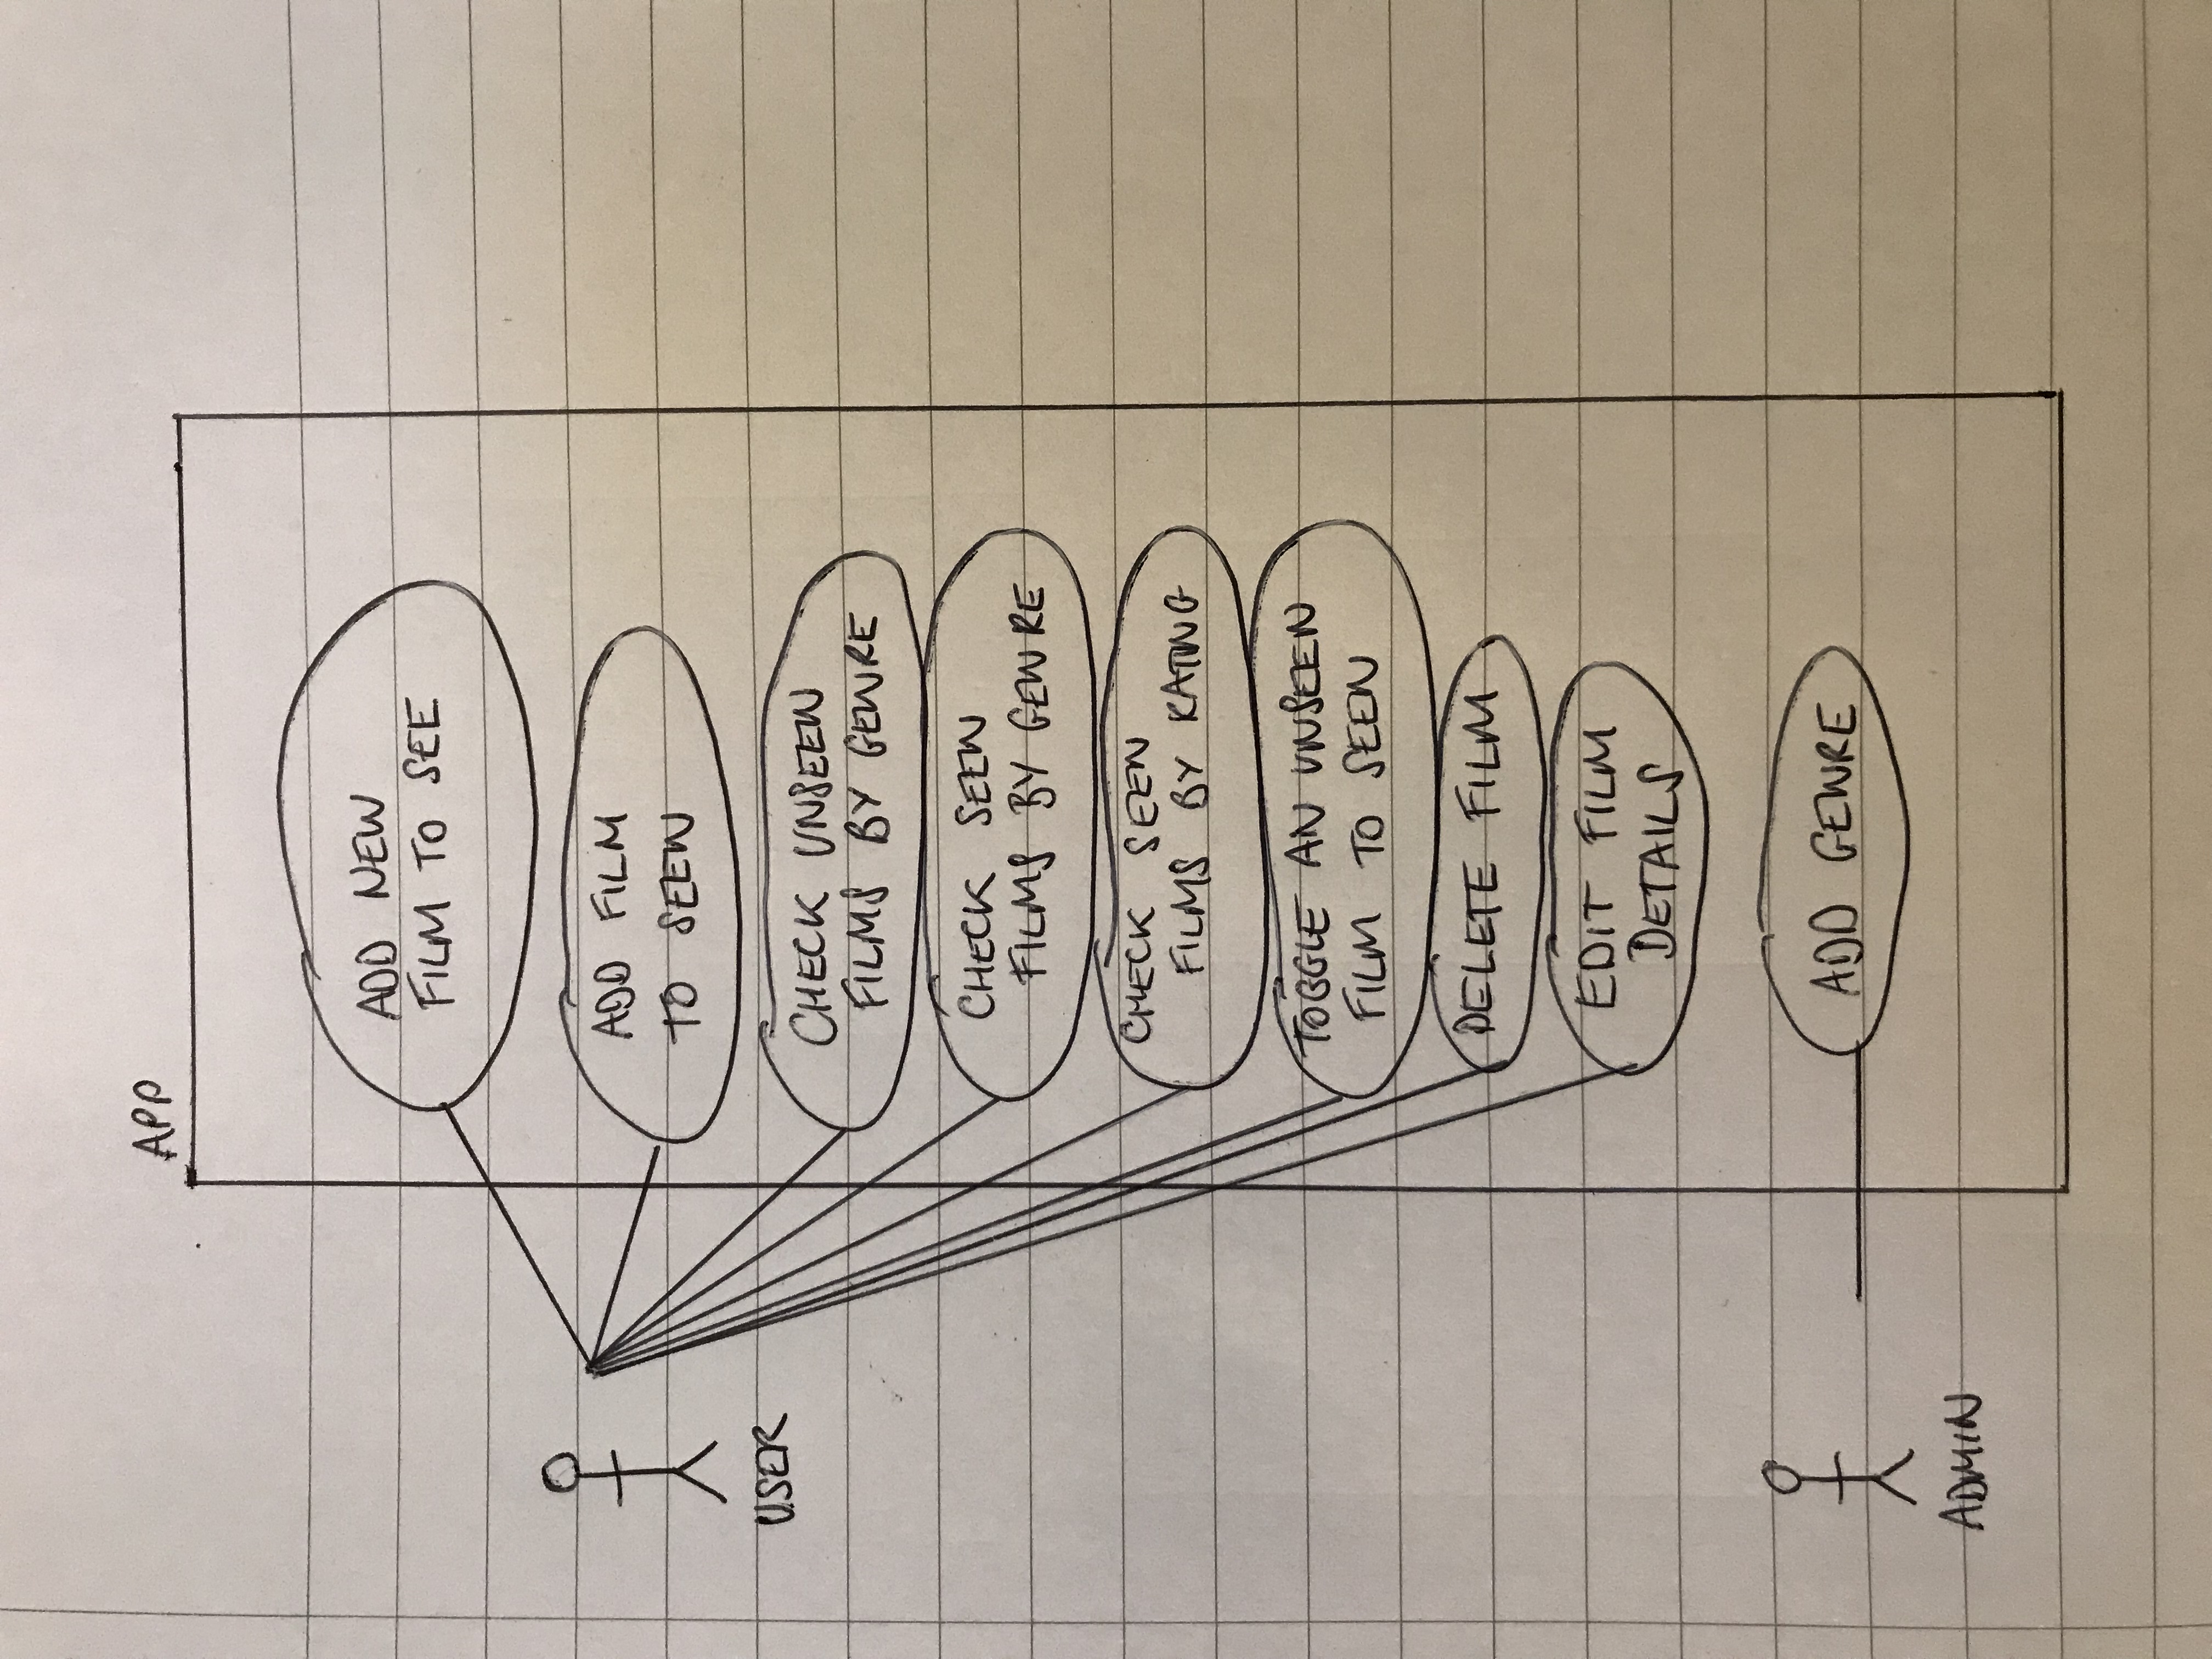 APP
ADD NEW
FILM TO SEE
ADD FILM
TO SEEN
USER
CHECK UNSEEN
FILMS BY GENRE
CHECK SEEN
FILMS BY GENRE
CHECK SEEN
FILMS BY RATING
TOGGLE AN UNSEEN
FILM TO SEEN
DELETE FILM
EDIT FILM
DETAILS
ADD GENRE
ADMIN